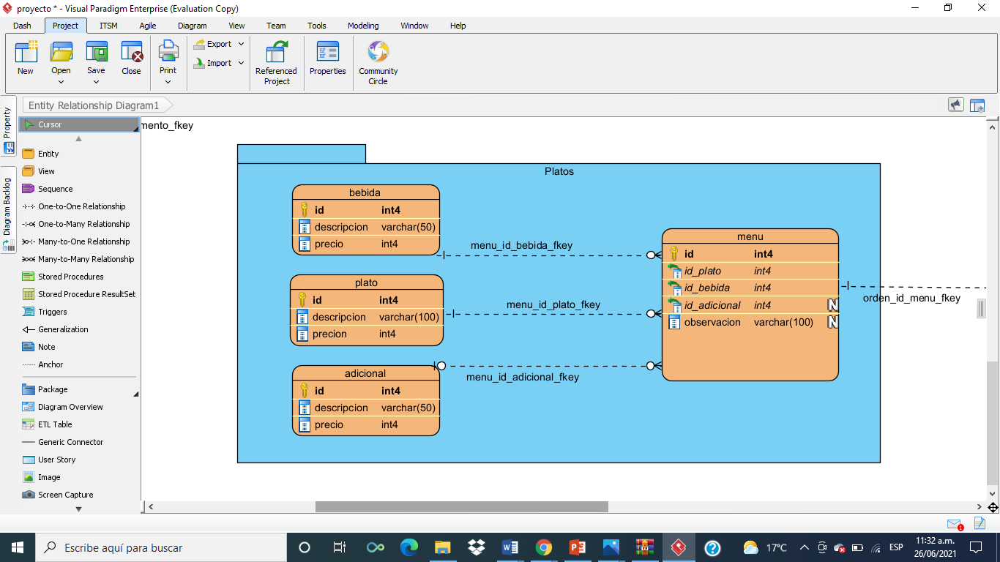 proyecto * - Visual Paradigm Enterprise (Evaluation Copy)
Dash Project ITSM Agile Diagram View Team Tools Modeling Window Help
New Open Save Close Print Export Import Referenced Project Properties Community Circle
Entity Relationship Diagram1
Property
Diagram Backlog
Cursor
Entity
View
Sequence
One-to-One Relationship
One-to-Many Relationship
Many-to-One Relationship
Many-to-Many Relationship
Stored Procedures
Stored Procedure ResultSet
Triggers
Generalization
Note
Anchor
Package
Diagram Overview
ETL Table
Generic Connector
User Story
Image
Screen Capture
mento_fkey
Platos
bebida
id int4
descripcion varchar(50)
precio int4
menu_id_bebida_fkey
plato
id int4
descripcion varchar(100)
precion int4
menu_id_plato_fkey
adicional
id int4
descripcion varchar(50)
precio int4
menu_id_adicional_fkey
menu
id int4
id_plato int4
id_bebida int4
id_adicional int4 N
observacion varchar(100) N
orden_id_menu_fkey
1
Escribe aquí para buscar
17°C
ESP
11:32 a.m.
26/06/2021